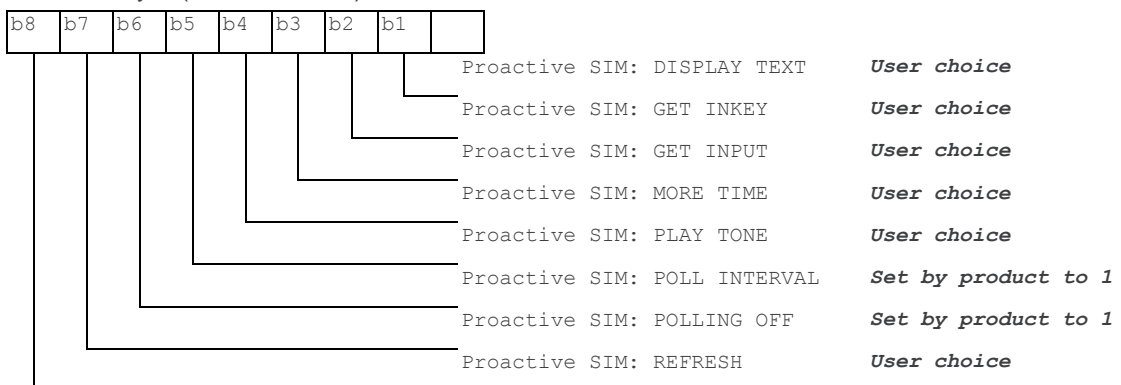 b8 b7 b6 b5 b4 b3 b2 b1
Proactive SIM: DISPLAY TEXT User choice
Proactive SIM: GET INKEY User choice
Proactive SIM: GET INPUT User choice
Proactive SIM: MORE TIME User choice
Proactive SIM: PLAY TONE User choice
Proactive SIM: POLL INTERVAL Set by product to 1
Proactive SIM: POLLING OFF Set by product to 1
Proactive SIM: REFRESH User choice